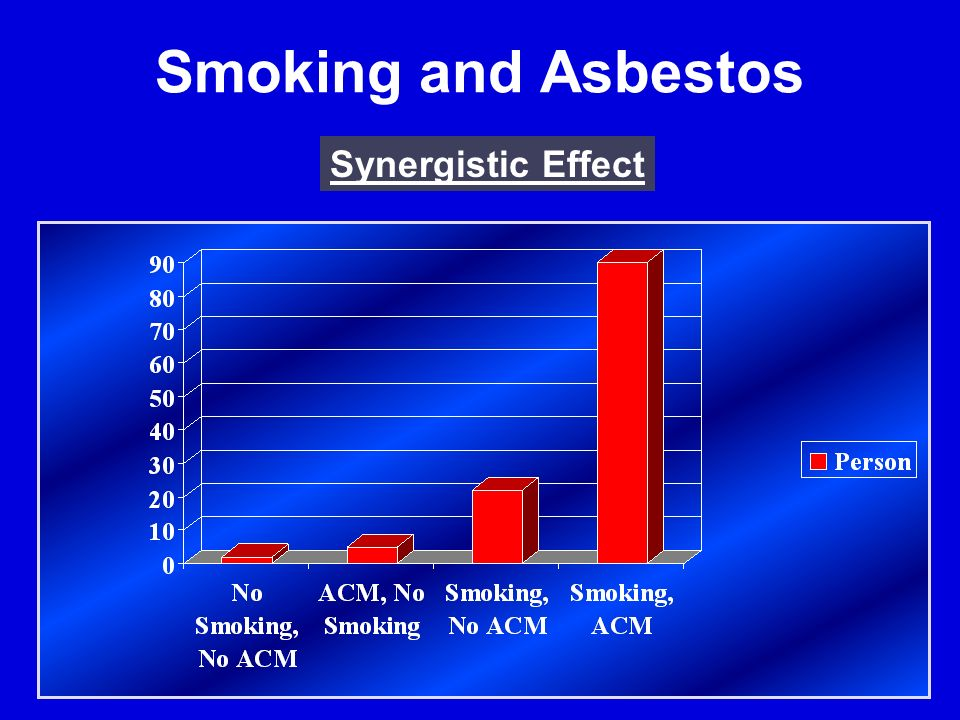 Smoking and Asbestos
Synergistic Effect
90
80
70
60
50
40
30
20
10
0
No
Smoking,
No ACM
ACM, No
Smoking
Smoking,
No ACM
Smoking,
ACM
Person